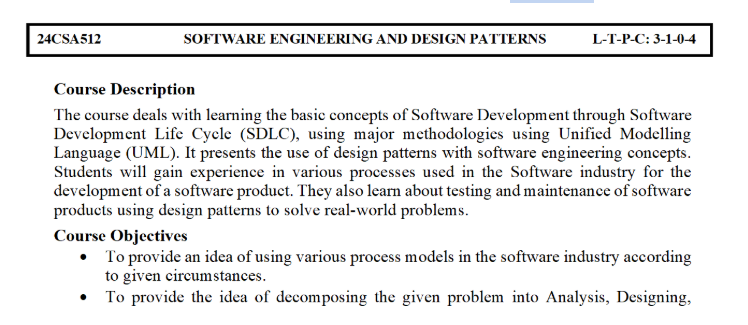 24CSA512 SOFTWARE ENGINEERING AND DESIGN PATTERNS L-T-P-C: 3-1-0-4
Course Description
The course deals with learning the basic concepts of Software Development through Software
Development Life Cycle (SDLC), using major methodologies using Unified Modelling
Language (UML). It presents the use of design patterns with software engineering concepts.
Students will gain experience in various processes used in the Software industry for the
development of a software product. They also learn about testing and maintenance of software
products using design patterns to solve real-world problems.
Course Objectives
• To provide an idea of using various process models in the software industry according
to given circumstances.
• To provide the idea of decomposing the given problem into Analysis, Designing,